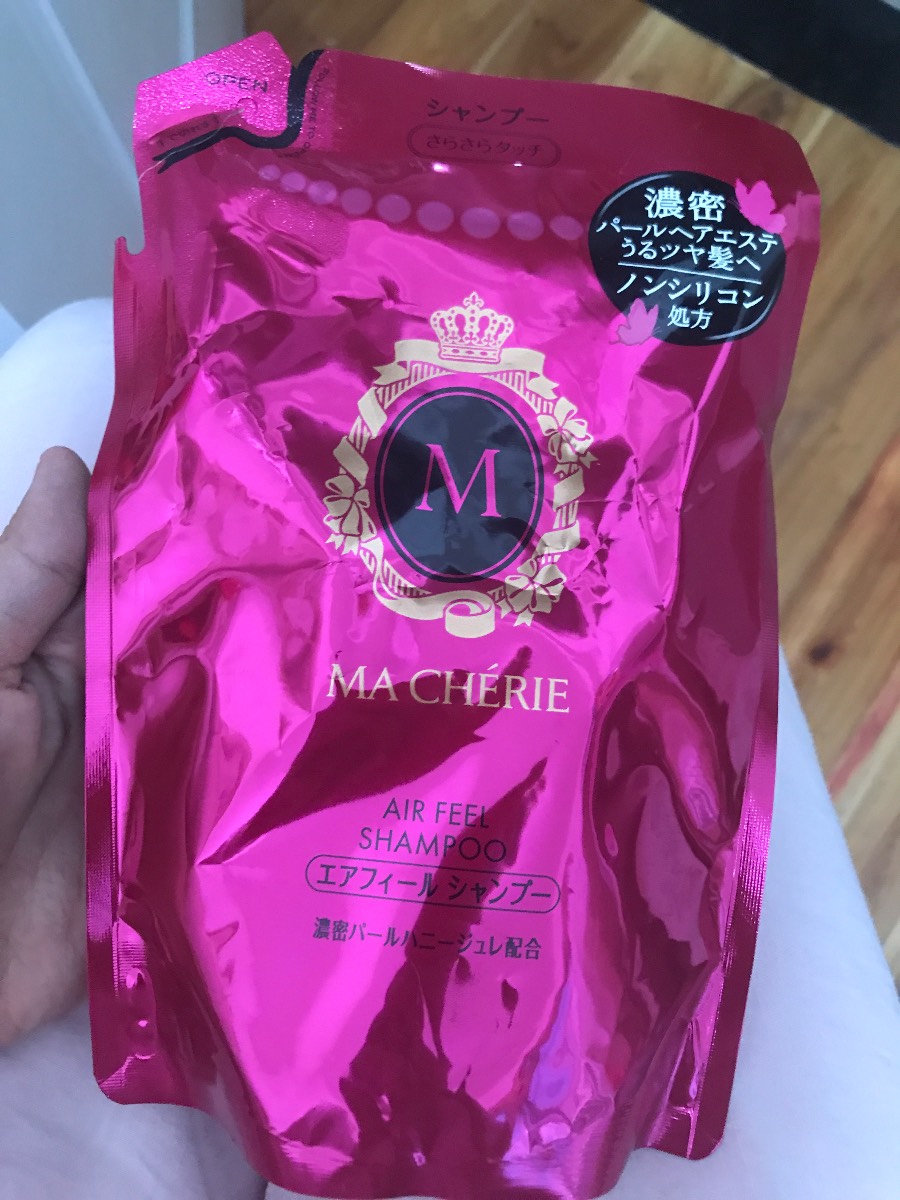 OPEN
シャンプー
さらさらタッチ
濃密
パールヘアエステ
うるツヤ髪へ
ノンシリコン
処方
M
MA CHÉRIE
AIR FEEL
SHAMPOO
エアフィール シャンプー
濃密パールハニージュレ配合